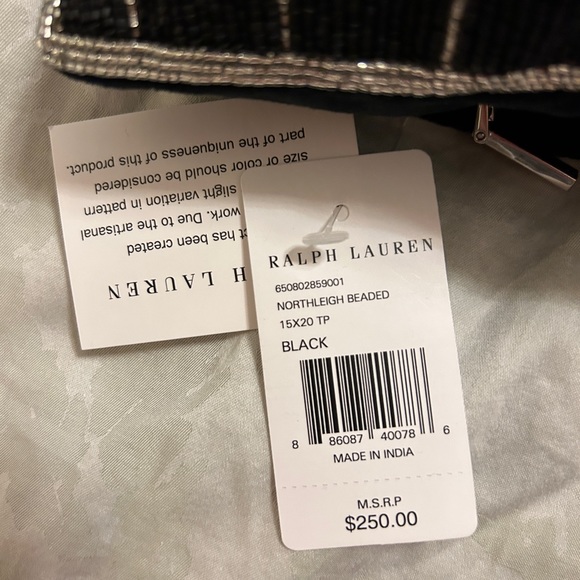 RALPH LAUREN
650802859001
NORTHLEIGH BEADED
15X20 TP
BLACK
8 86087 40078 6
MADE IN INDIA
M.S.R.P
$250.00
H LAUREN
ct has been created
work. Due to the artisanal
slight variation in pattern
size or color should be considered
part of the uniqueness of this product.